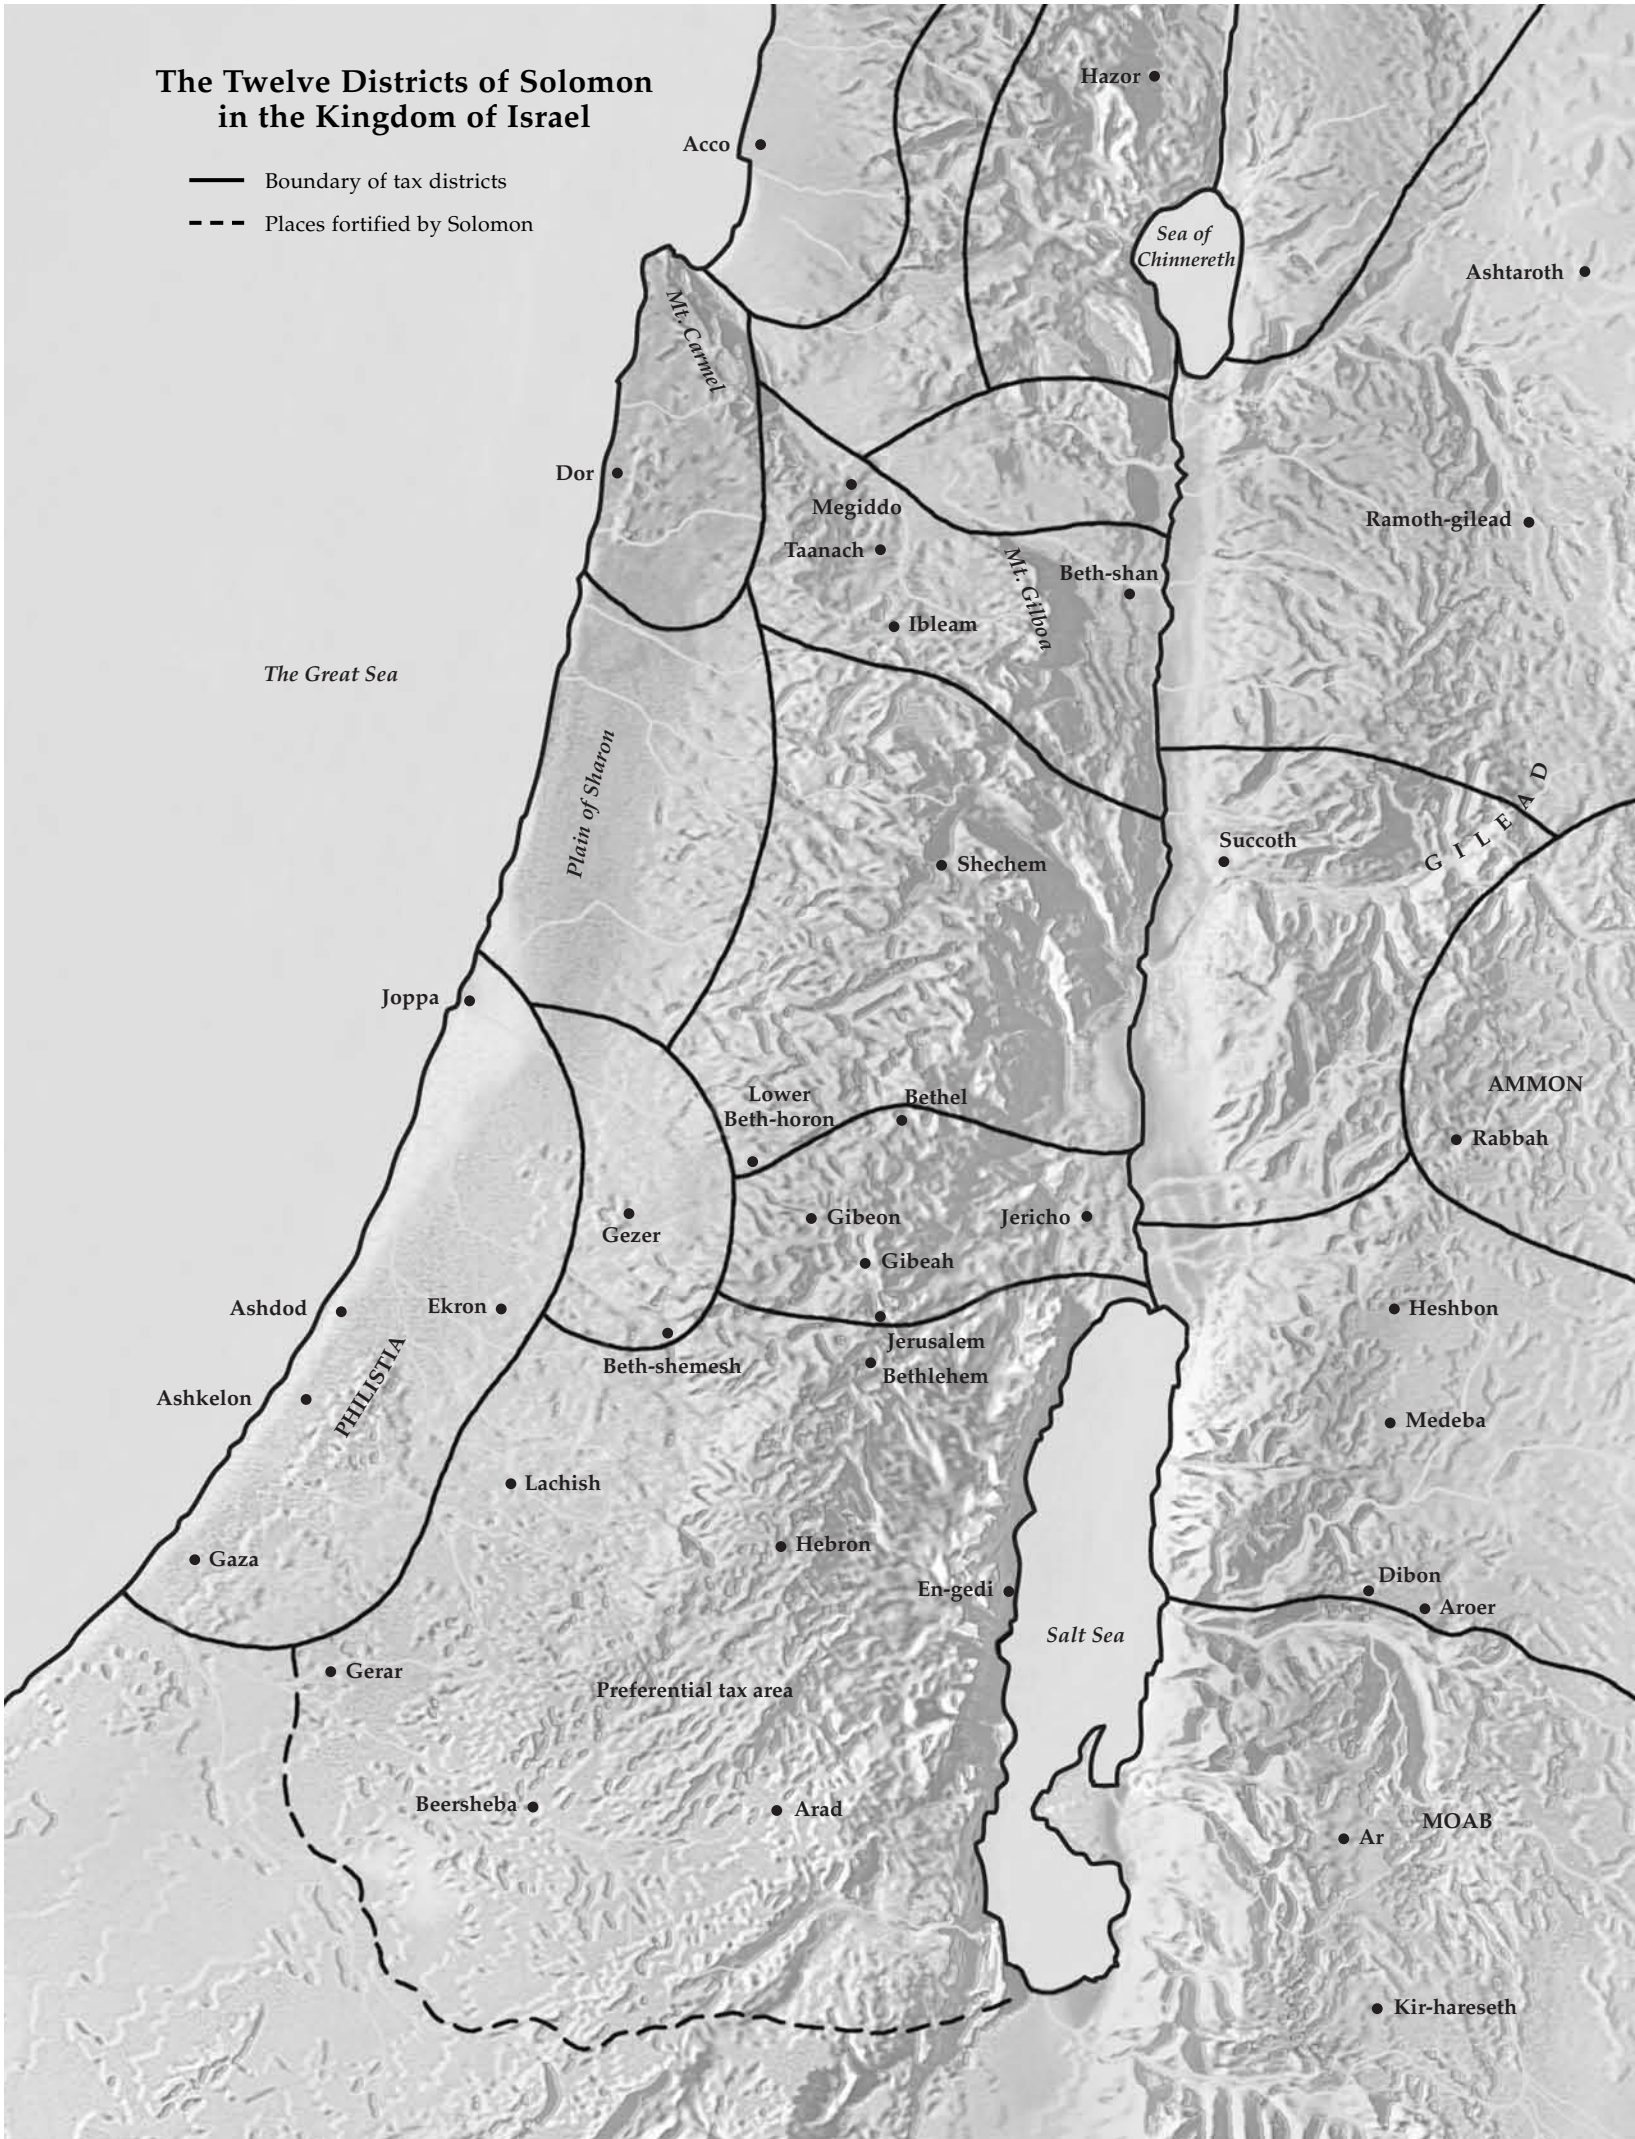 The Twelve Districts of Solomon
in the Kingdom of Israel
Boundary of tax districts
Places fortified by Solomon
Hazor
Acco
Sea of
Chinnereth
Ashtaroth
Mt. Carmel
Dor
Megiddo
Taanach
Ramoth-gilead
Mt. Gilboa
Beth-shan
Ibleam
The Great Sea
Plain of Sharon
GILEAD
Succoth
Shechem
Joppa
Lower
Beth-horon
Bethel
AMMON
Rabbah
Gezer
Gibeon
Jericho
Gibeah
Ashdod
Ekron
Heshbon
Jerusalem
Beth-shemesh
Bethlehem
PHILISTIA
Ashkelon
Medeba
Lachish
Hebron
Gaza
En-gedi
Dibon
Aroer
Salt Sea
Gerar
Preferential tax area
Beersheba
Arad
MOAB
Ar
Kir-hareseth